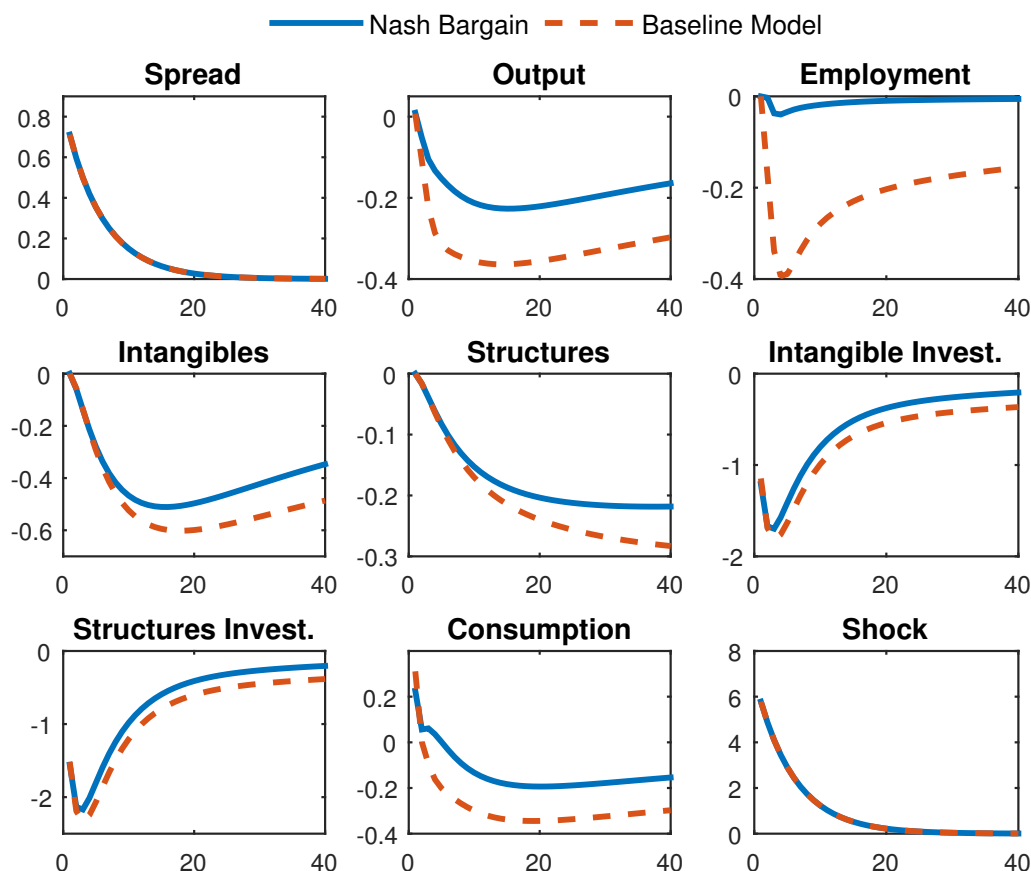 Nash Bargain Baseline Model
Spread Output Employment
0.8 0 0
0.6
0.4 -0.2 -0.2
0.2
0 -0.4 -0.4
0 20 40 0 20 40 0 20 40
Intangibles Structures Intangible Invest.
0 0 0
-0.2 -0.1
-0.4 -0.2 -1
-0.6
-0.3 -2
0 20 40 0 20 40 0 20 40
Structures Invest. Consumption Shock
0 8
0.2 6
-1 0 4
-0.2 2
-2
-0.4 0
0 20 40 0 20 40 0 20 40